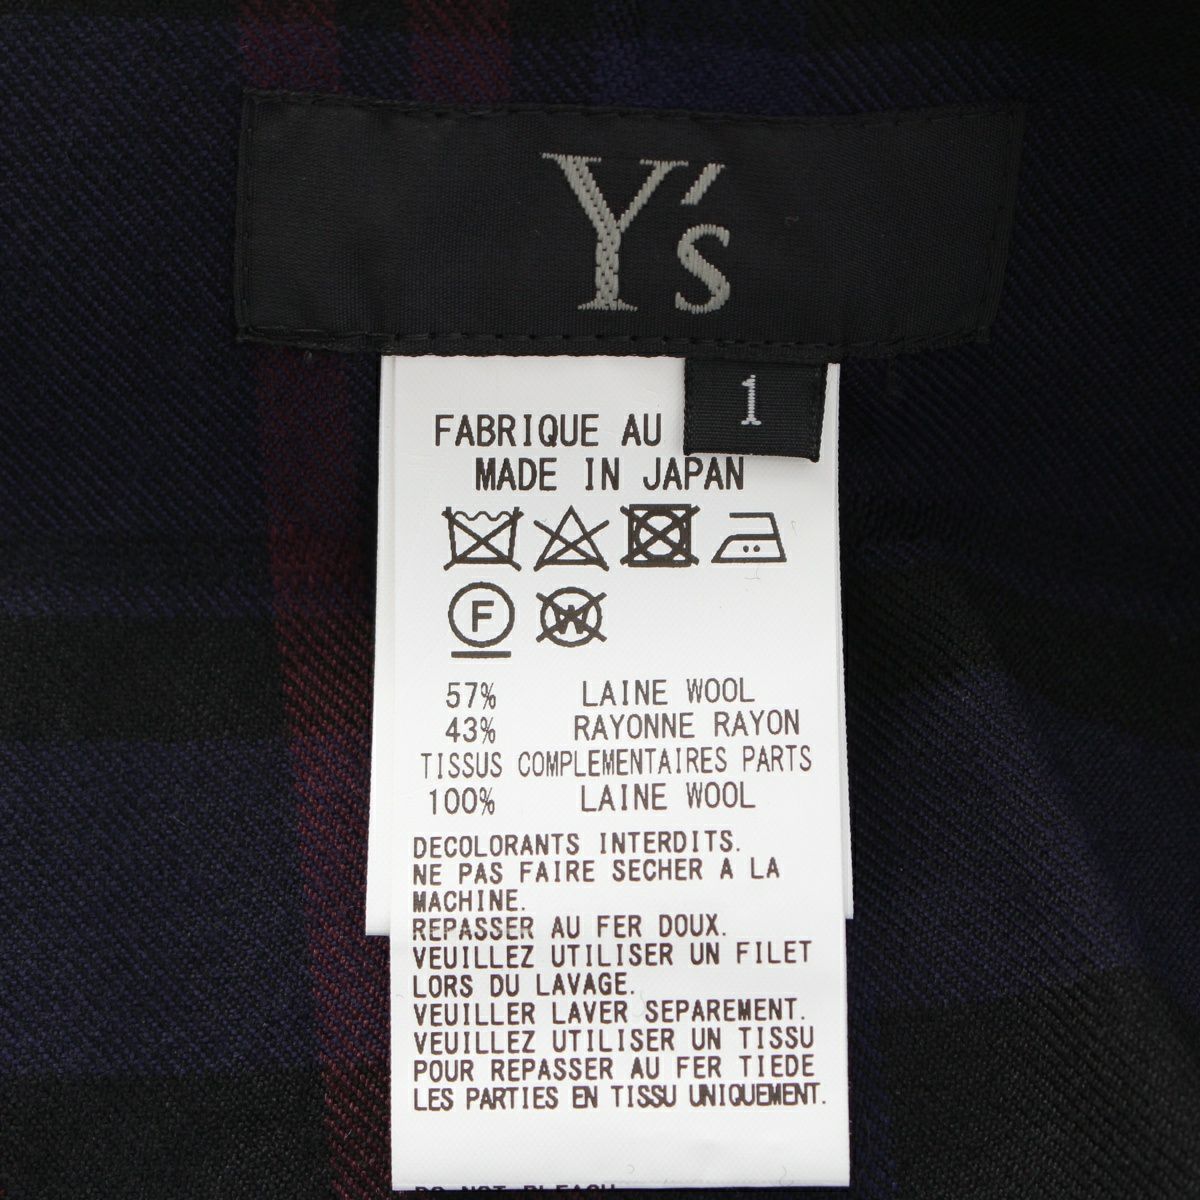 Y's
1
FABRIQUE AU
MADE IN JAPAN
F
W
57% LAINE WOOL
43% RAYONNE RAYON
TISSUS COMPLEMENTAIRES PARTS
100% LAINE WOOL
DECOLORANTS INTERDITS.
NE PAS FAIRE SECHER A LA
MACHINE.
REPASSER AU FER DOUX.
VEUILLEZ UTILISER UN FILET
LORS DU LAVAGE.
VEUILLER LAVER SEPAREMENT.
VEUILLEZ UTILISER UN TISSU
POUR REPASSER AU FER TIEDE
LES PARTIES EN TISSU UNIQUEMENT.